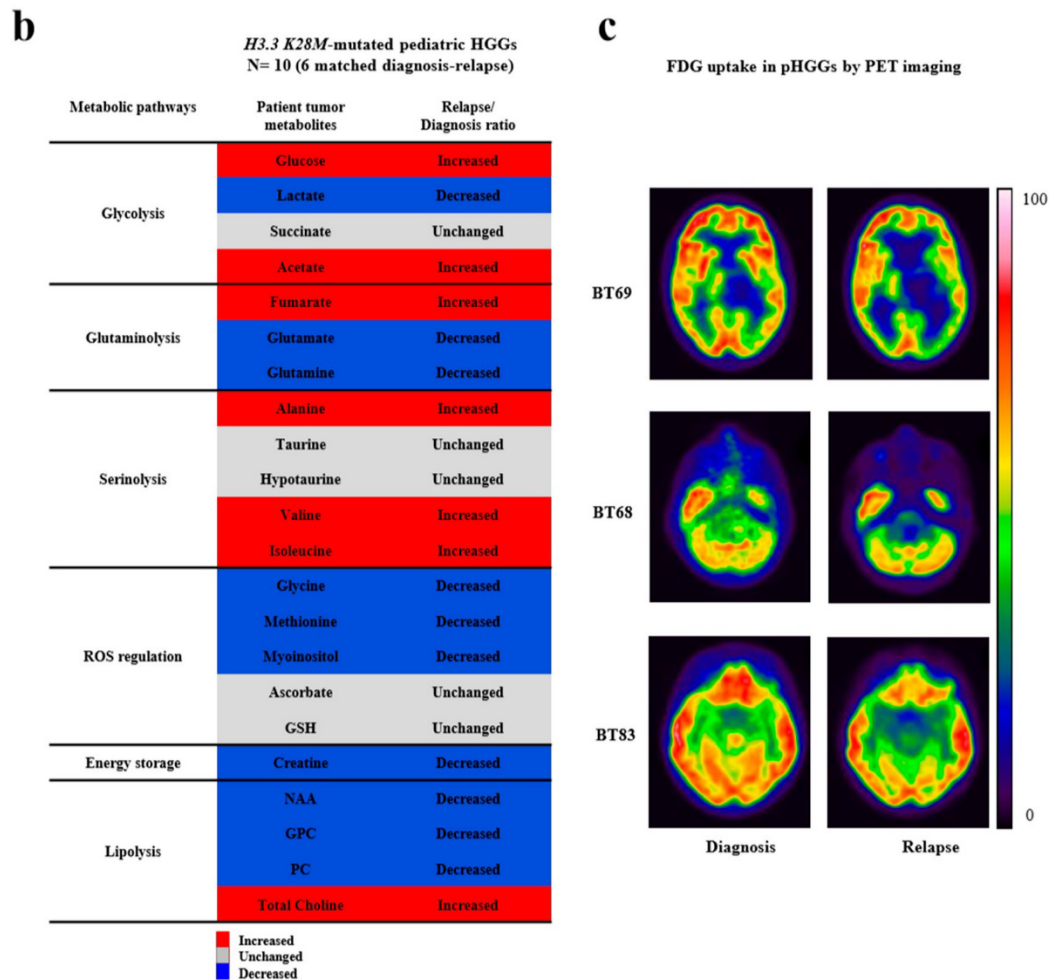 b
H3.3 K28M-mutated pediatric HGGs
N= 10 (6 matched diagnosis-relapse)
Metabolic pathways
Patient tumor metabolites
Relapse/ Diagnosis ratio
Glycolysis
Glucose Increased
Lactate Decreased
Succinate Unchanged
Acetate Increased
Glutaminolysis
Fumarate Increased
Glutamate Decreased
Glutamine Decreased
Serinolysis
Alanine Increased
Taurine Unchanged
Hypotaurine Unchanged
Valine Increased
Isoleucine Increased
ROS regulation
Glycine Decreased
Methionine Decreased
Myoinositol Decreased
Ascorbate Unchanged
GSH Unchanged
Energy storage
Creatine Decreased
Lipolysis
NAA Decreased
GPC Decreased
PC Decreased
Total Choline Increased
Increased
Unchanged
Decreased
c
FDG uptake in pHGGs by PET imaging
BT69
BT68
BT83
Diagnosis
Relapse
100
0